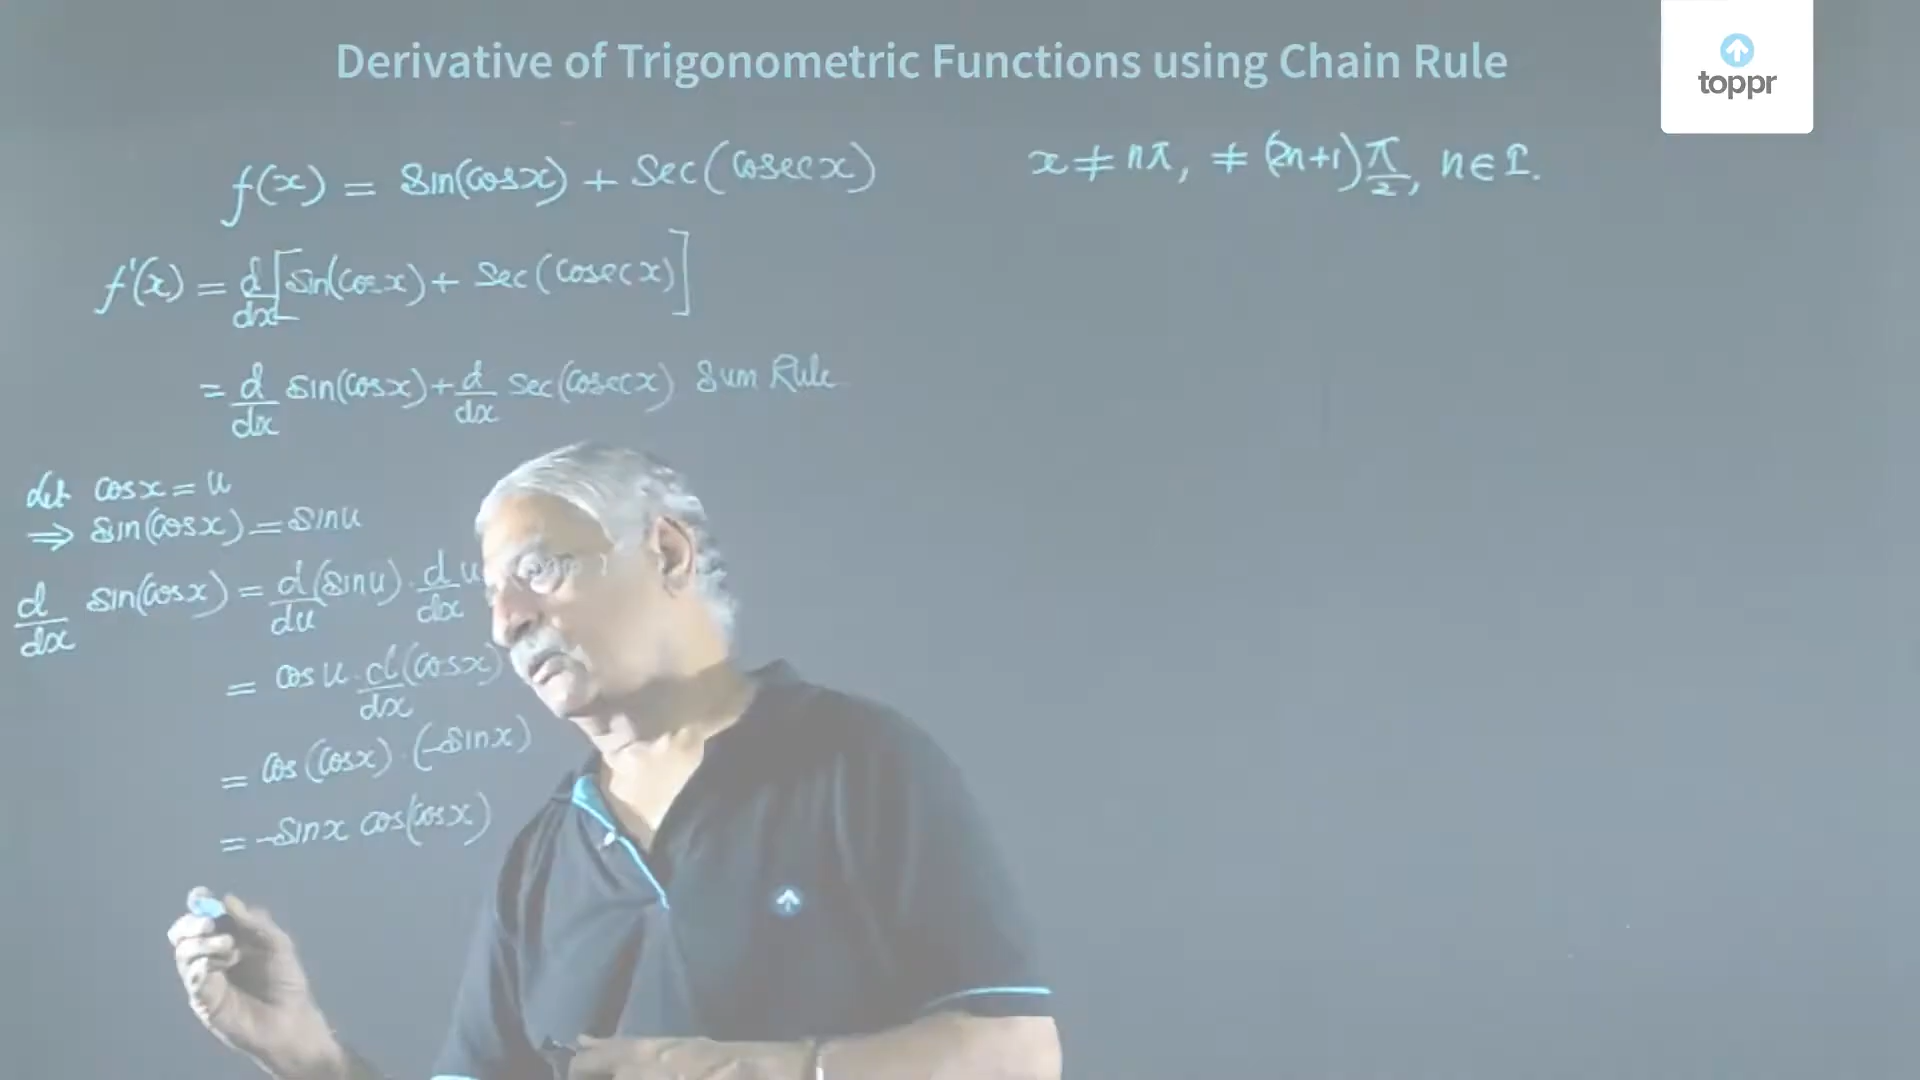 Derivative of Trigonometric Functions using Chain Rule
toppr
f(x) = Sin(Cosx) + Sec(Cosecx)
x ≠ nπ, ≠ (2n+1)π/2, n∈I.
f'(x) = d/dx [Sin(Cosx) + Sec(Cosecx)]
= d/dx Sin(Cosx) + d/dx Sec(Cosecx) Sum Rule
Let Cosx = u
⇒ Sin(Cosx) = Sinu
d/dx Sin(Cosx) = d/du (Sinu) · d/dx u
= Cos u · d/dx (Cosx)
= Cos (Cosx) · (-Sinx)
= -Sinx Cos(Cosx)